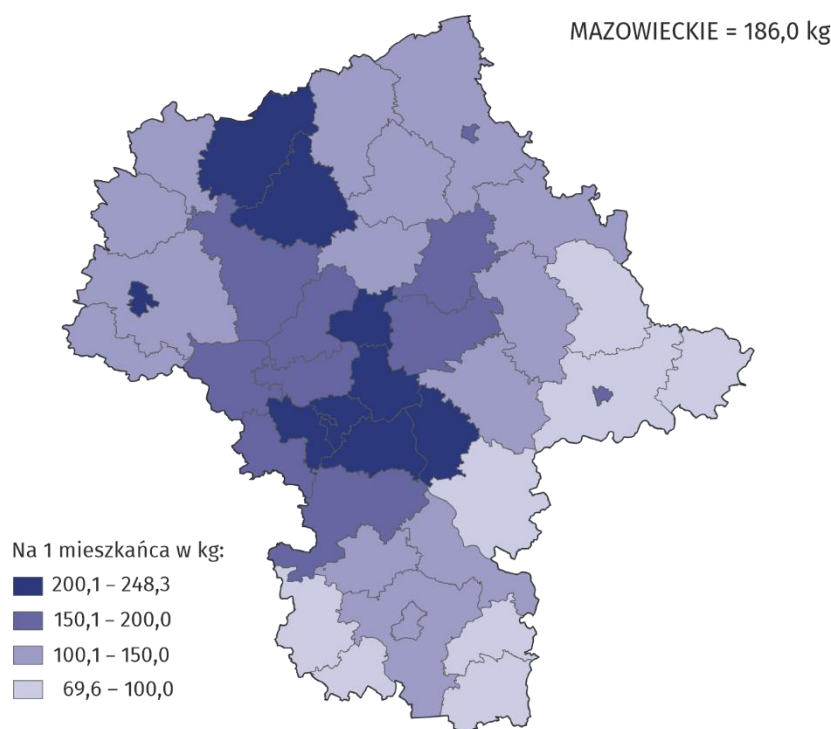 MAZOWIECKIE = 186,0 kg
Na 1 mieszkańca w kg:
200,1 – 248,3
150,1 – 200,0
100,1 – 150,0
69,6 – 100,0